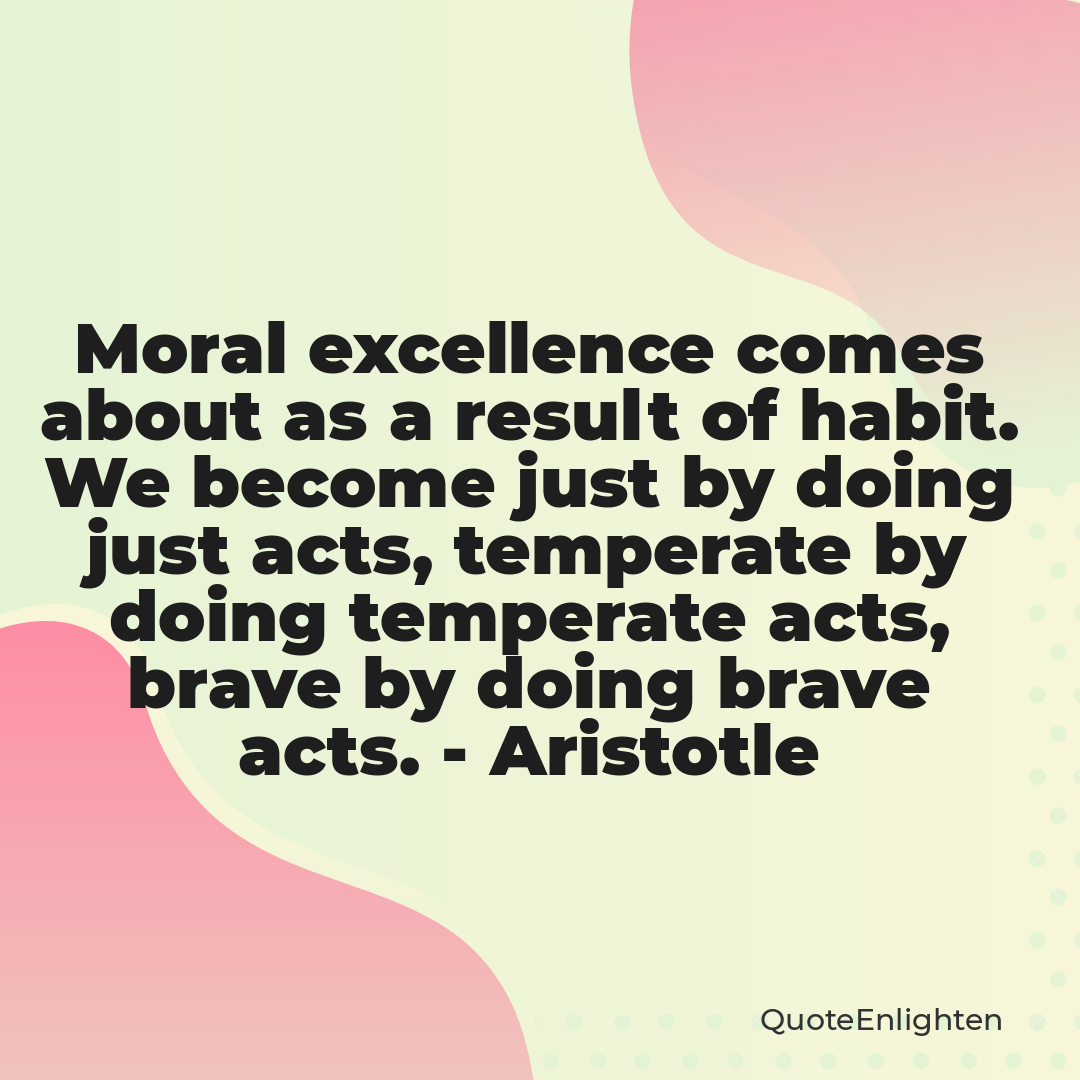 Moral excellence comes
about as a result of habit.
We become just by doing
just acts, temperate by
doing temperate acts,
brave by doing brave
acts. - Aristotle
QuoteEnlighten